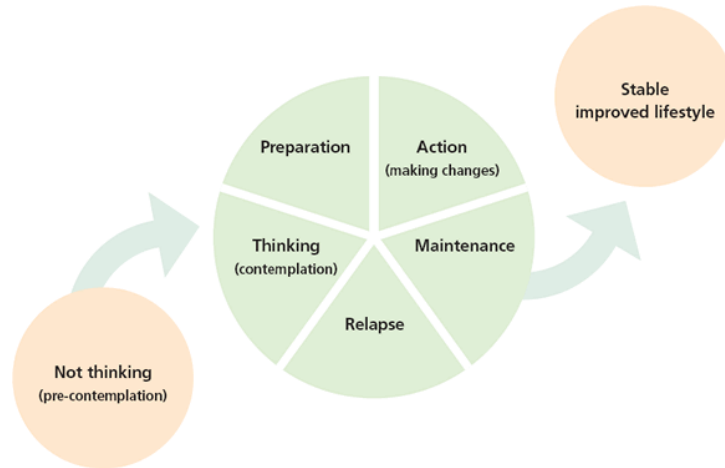 Stable
improved lifestyle
Preparation
Action
(making changes)
Thinking
(contemplation)
Maintenance
Relapse
Not thinking
(pre-contemplation)